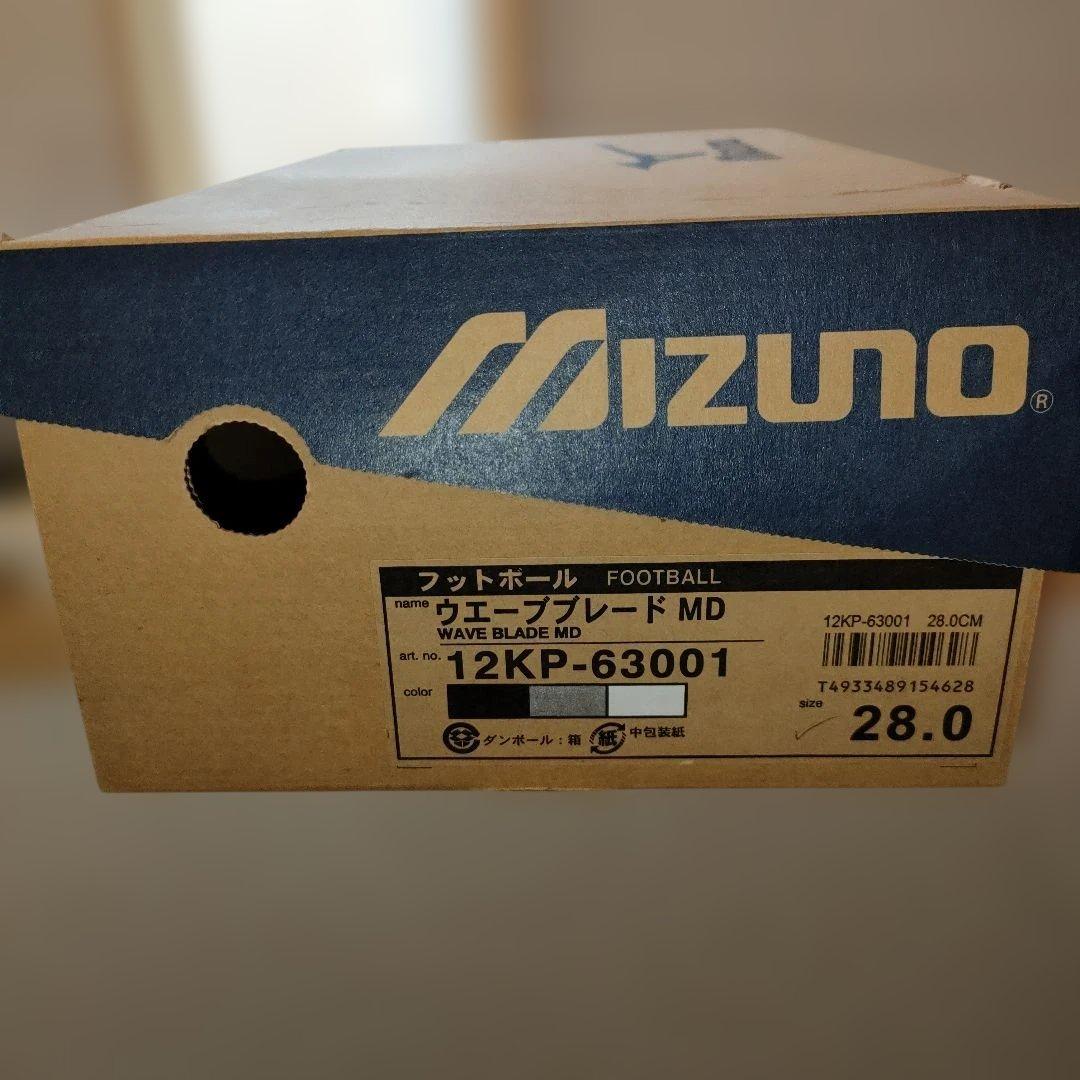 MIZUNO®
フットボール FOOTBALL
name ウエーブブレード MD
WAVE BLADE MD
art. no. 12KP-63001
color
12KP-63001 28.0CM
T4933489154628
size 28.0
ダンボール：箱 紙 中包装紙